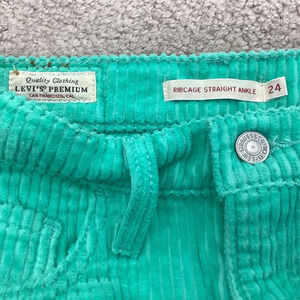 Quality Clothing
LEVI'S® PREMIUM
SAN FRANCISCO, CAL.
RIBCAGE STRAIGHT ANKLE
24